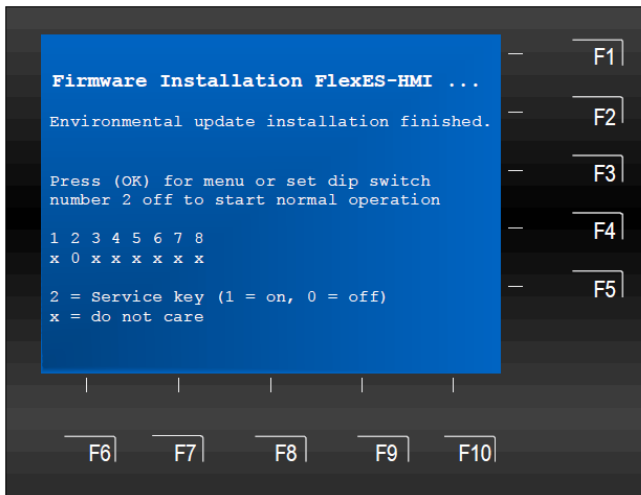 Firmware Installation FlexES-HMI ...
Environmental update installation finished.
Press (OK) for menu or set dip switch
number 2 off to start normal operation
1 2 3 4 5 6 7 8
x 0 x x x x x x
2 = Service key (1 = on, 0 = off)
x = do not care
F1
F2
F3
F4
F5
F6 F7 F8 F9 F10